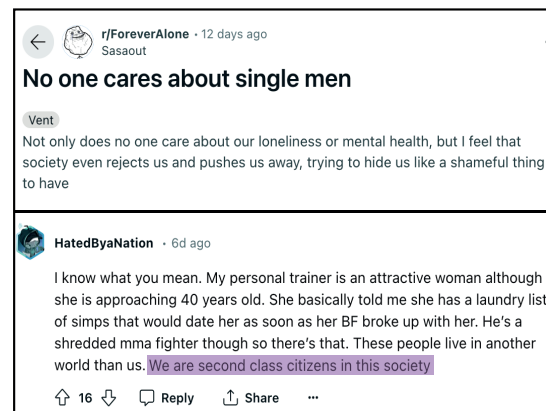 r/ForeverAlone • 12 days ago
Sasaout
No one cares about single men
Vent
Not only does no one care about our loneliness or mental health, but I feel that
society even rejects us and pushes us away, trying to hide us like a shameful thing
to have
HatedByaNation • 6d ago
I know what you mean. My personal trainer is an attractive woman although
she is approaching 40 years old. She basically told me she has a laundry list
of simps that would date her as soon as her BF broke up with her. He's a
shredded mma fighter though so there's that. These people live in another
world than us. We are second class citizens in this society
16 Reply Share ...